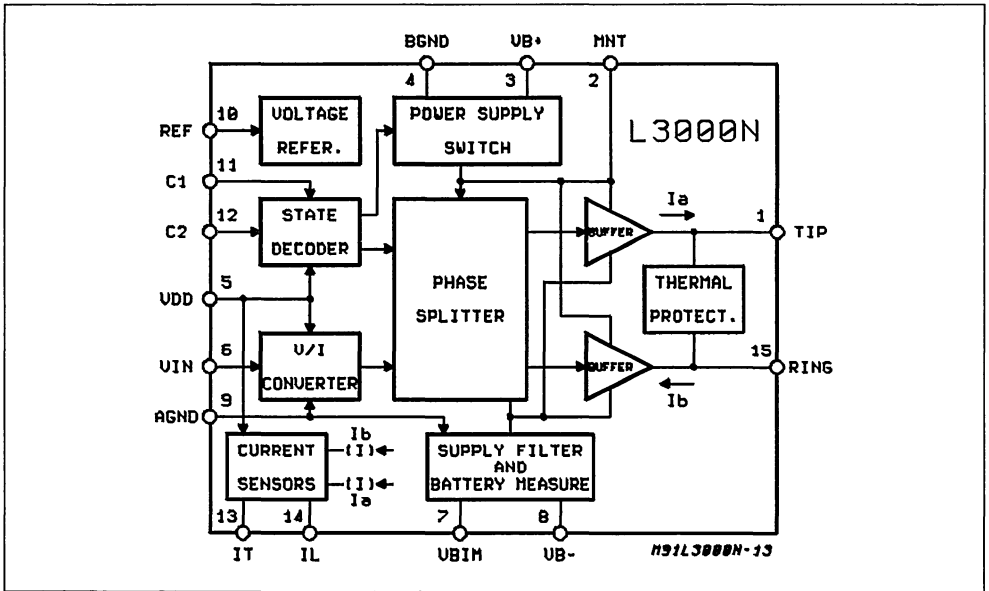 BGND VB+ MNT
4 3 2
10 VOLTAGE POWER SUPPLY L3000N
REF REFER. SWITCH
11
C1 Ia
12 STATE BUFFER 1
C2 DECODER TIP
5 PHASE THERMAL
VDD SPLITTER PROTECT.
6 V/I BUFFER 15
VIN CONVERTER RING
9 Ib
AGND
CURRENT Ib SUPPLY FILTER
(I) AND
SENSORS (I) BATTERY MEASURE
Ia
13 14 7 8
IT IL VBIM VB- M91L3000N-13